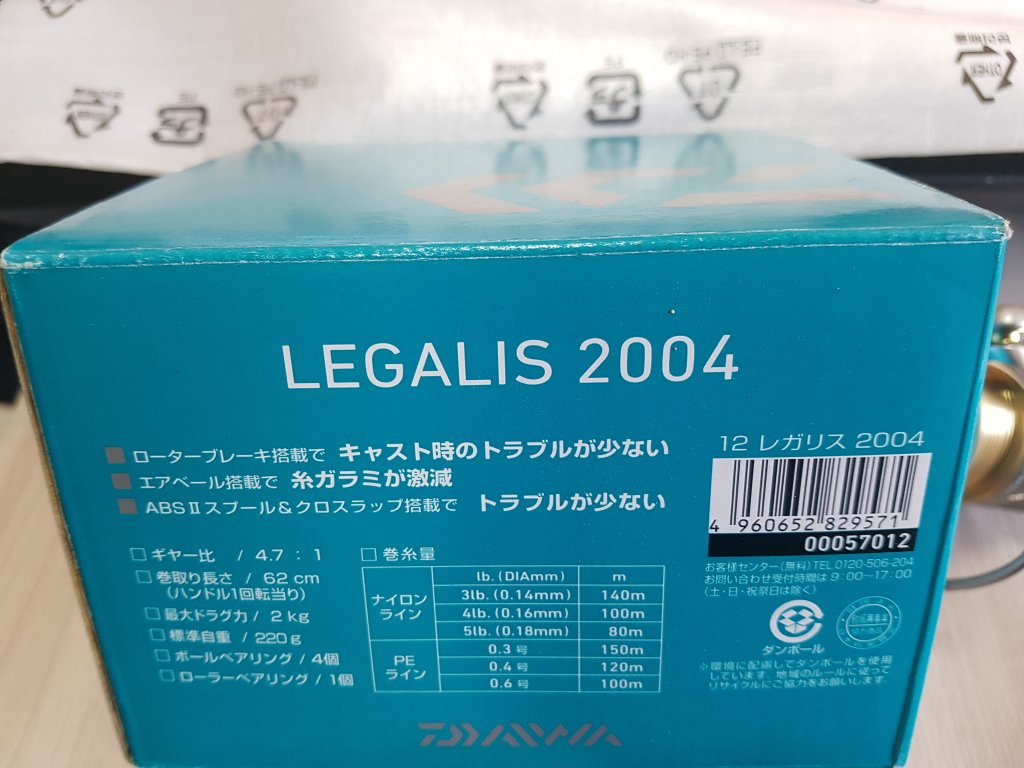 LEGALIS 2004
■ ローターブレーキ搭載で キャスト時のトラブルが少ない
■ エアベール搭載で 糸ガラミが激減
■ ABSⅡスプール&クロスラップ搭載で トラブルが少ない
□ ギヤー比 / 4.7:1
□ 巻取り長さ / 62cm
(ハンドル1回転当り)
□ 最大ドラグ力 / 2kg
□ 標準自重 / 220g
□ ボールベアリング / 4個
□ ローラーベアリング / 1個
□ 巻糸量
lb.(DIAmm) m
ナイロンライン
3lb.(0.14mm) 140m
4lb.(0.16mm) 100m
5lb.(0.18mm) 80m
PEライン
0.3号 150m
0.4号 120m
0.6号 100m
12 レガリス 2004
4 960652 829571
00057012
お客様センター(無料)TEL.0120-506-204
お問い合わせ受付時間は9:00~17:00
(土・日・祝祭日は除く)
ダンボール
※環境に配慮してダンボールを使用
しています。地域のルールに従って
リサイクルにご協力をお願いします。
DAIWA